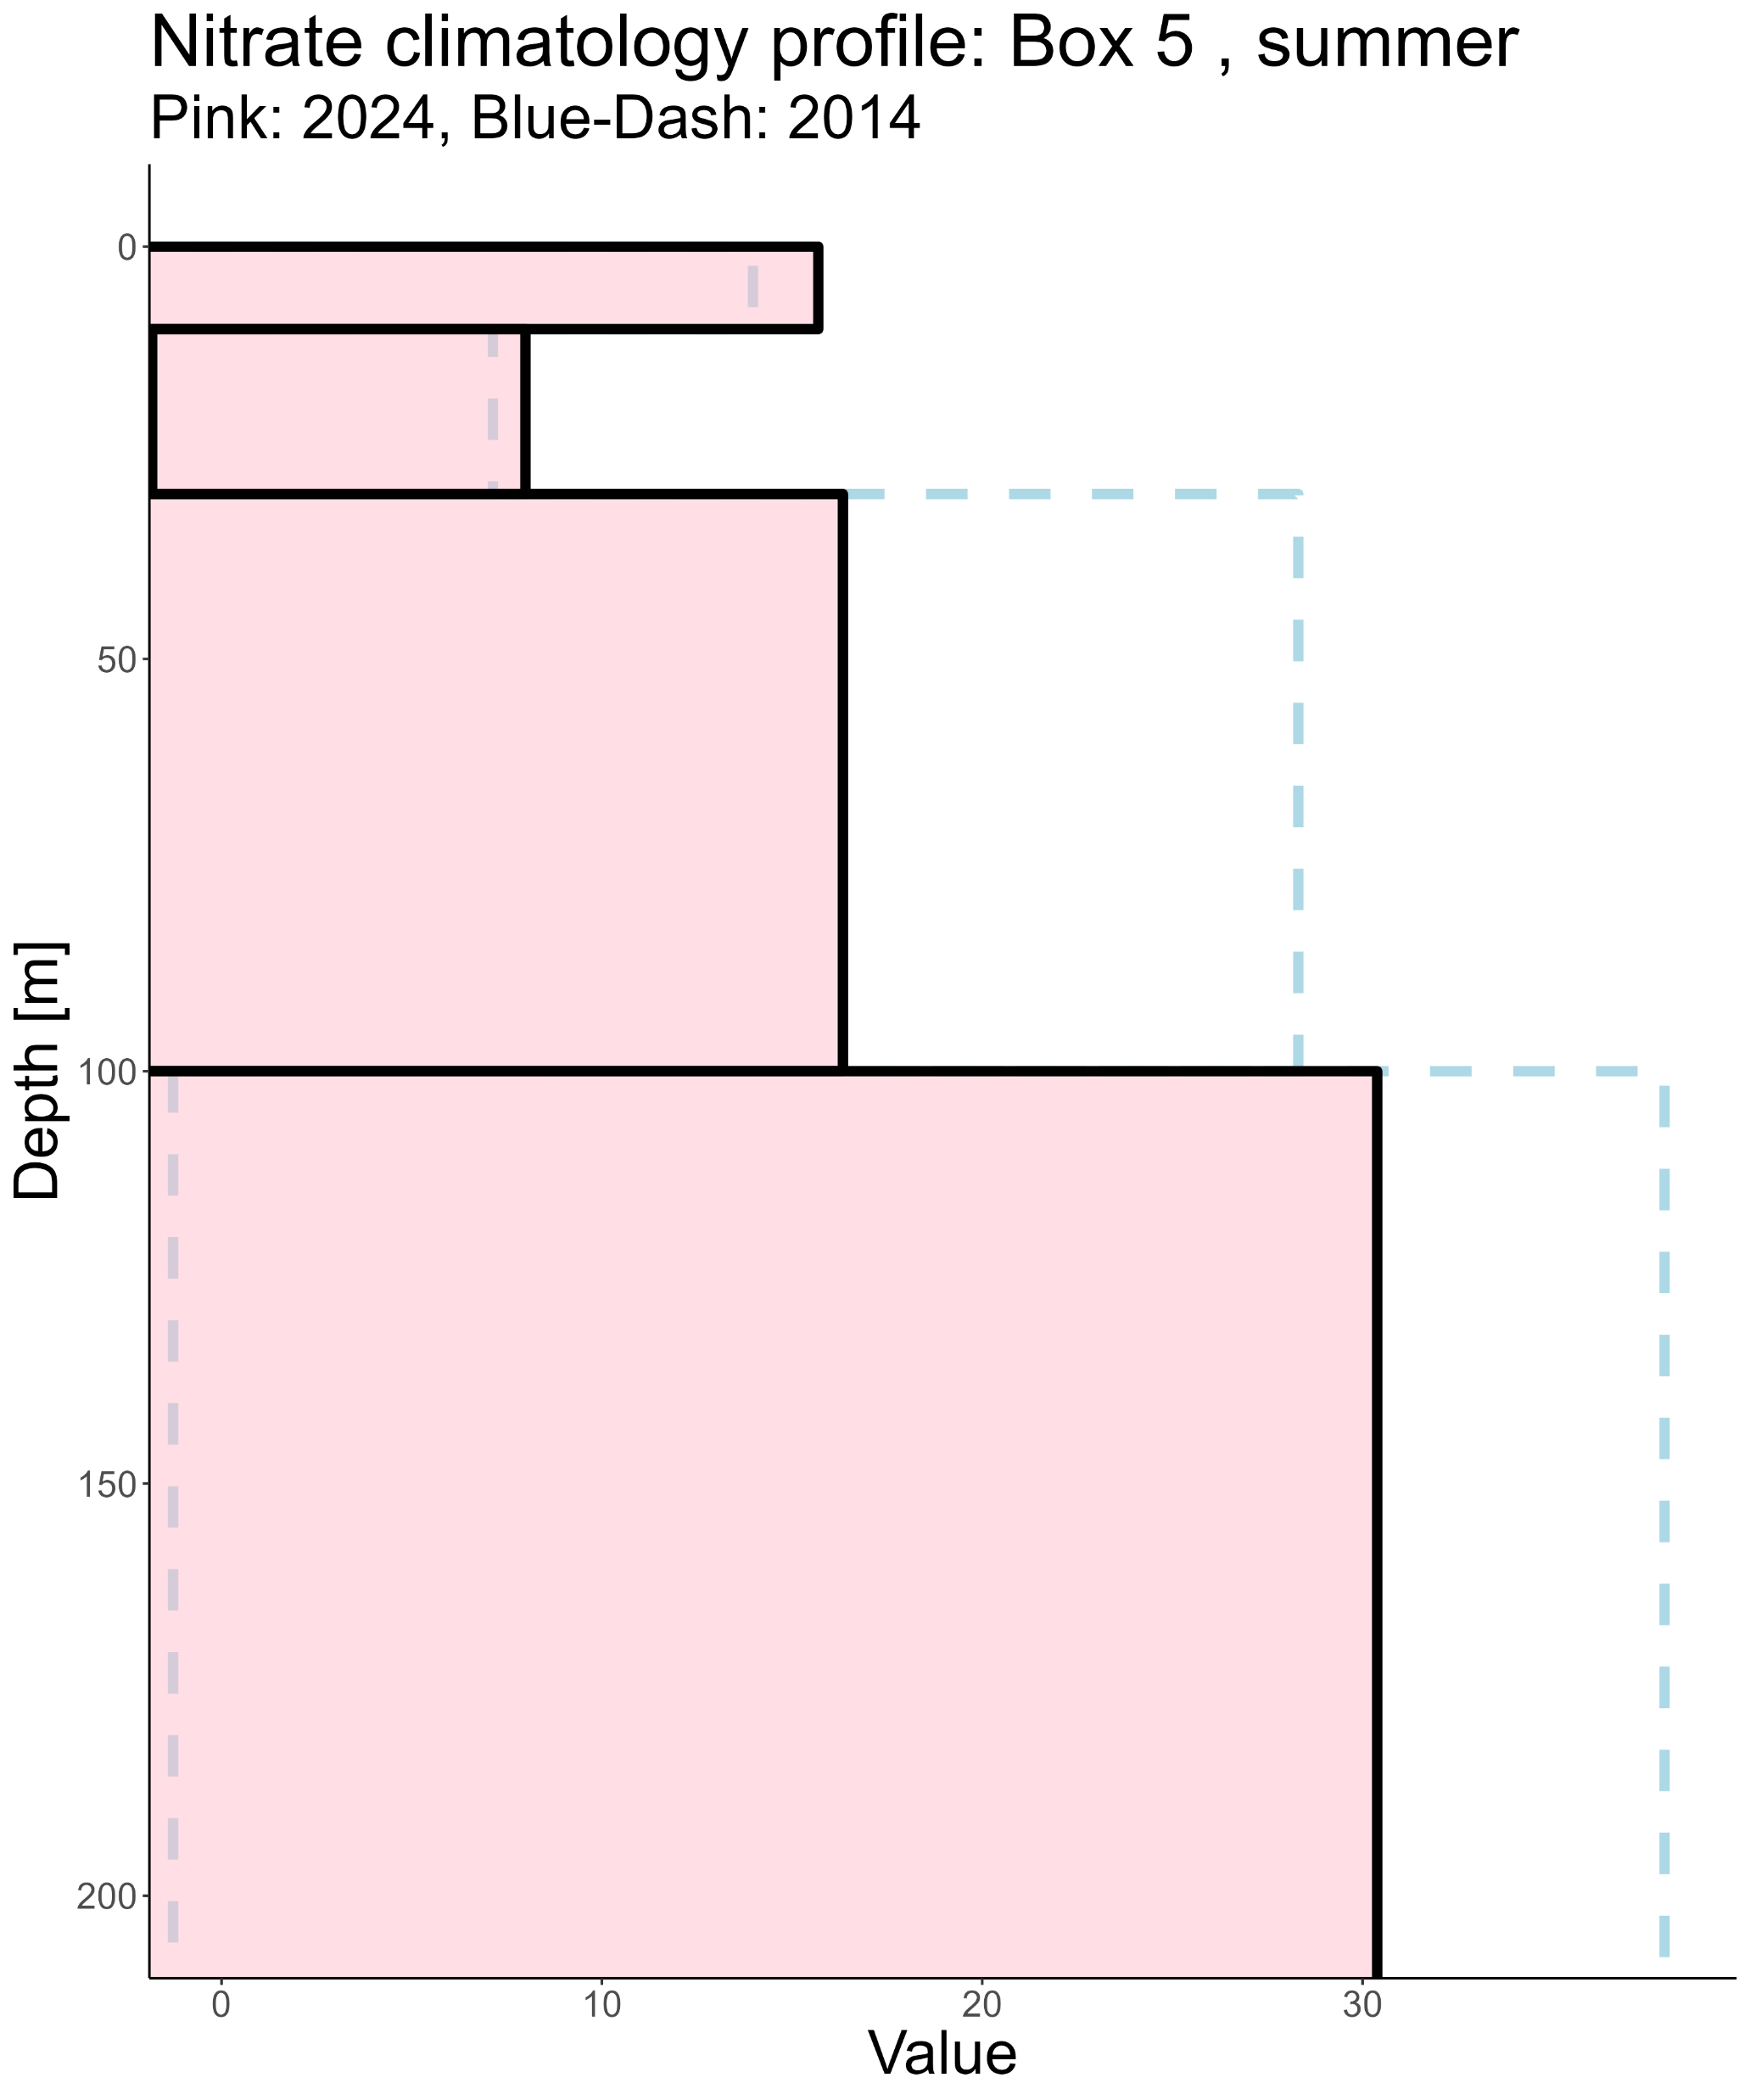 Nitrate climatology profile: Box 5 , summer
Pink: 2024, Blue-Dash: 2014
0
50
100
150
200
Depth [m]
0 10 20 30
Value